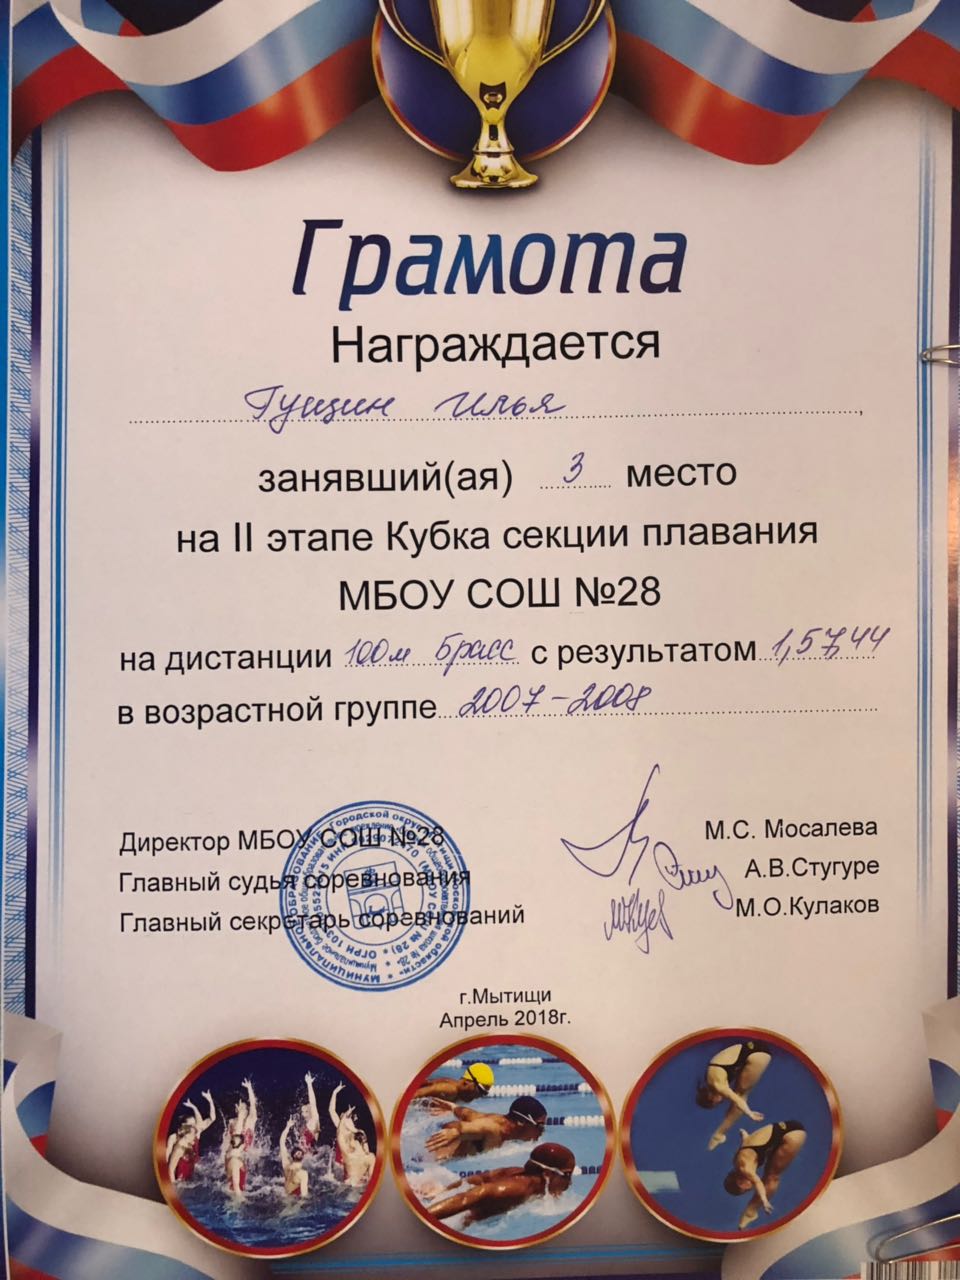 Грамота
Награждается
Гущин Илья,
занявший(ая) 3 место
на II этапе Кубка секции плавания
МБОУ СОШ №28
на дистанции 100м брасс с результатом 1,57,44
в возрастной группе 2007-2008
Директор МБОУ СОШ №28 М.С. Мосалева
Главный судья соревнования А.В.Стугуре
Главный секретарь соревнований М.О.Кулаков
г.Мытищи
Апрель 2018г.